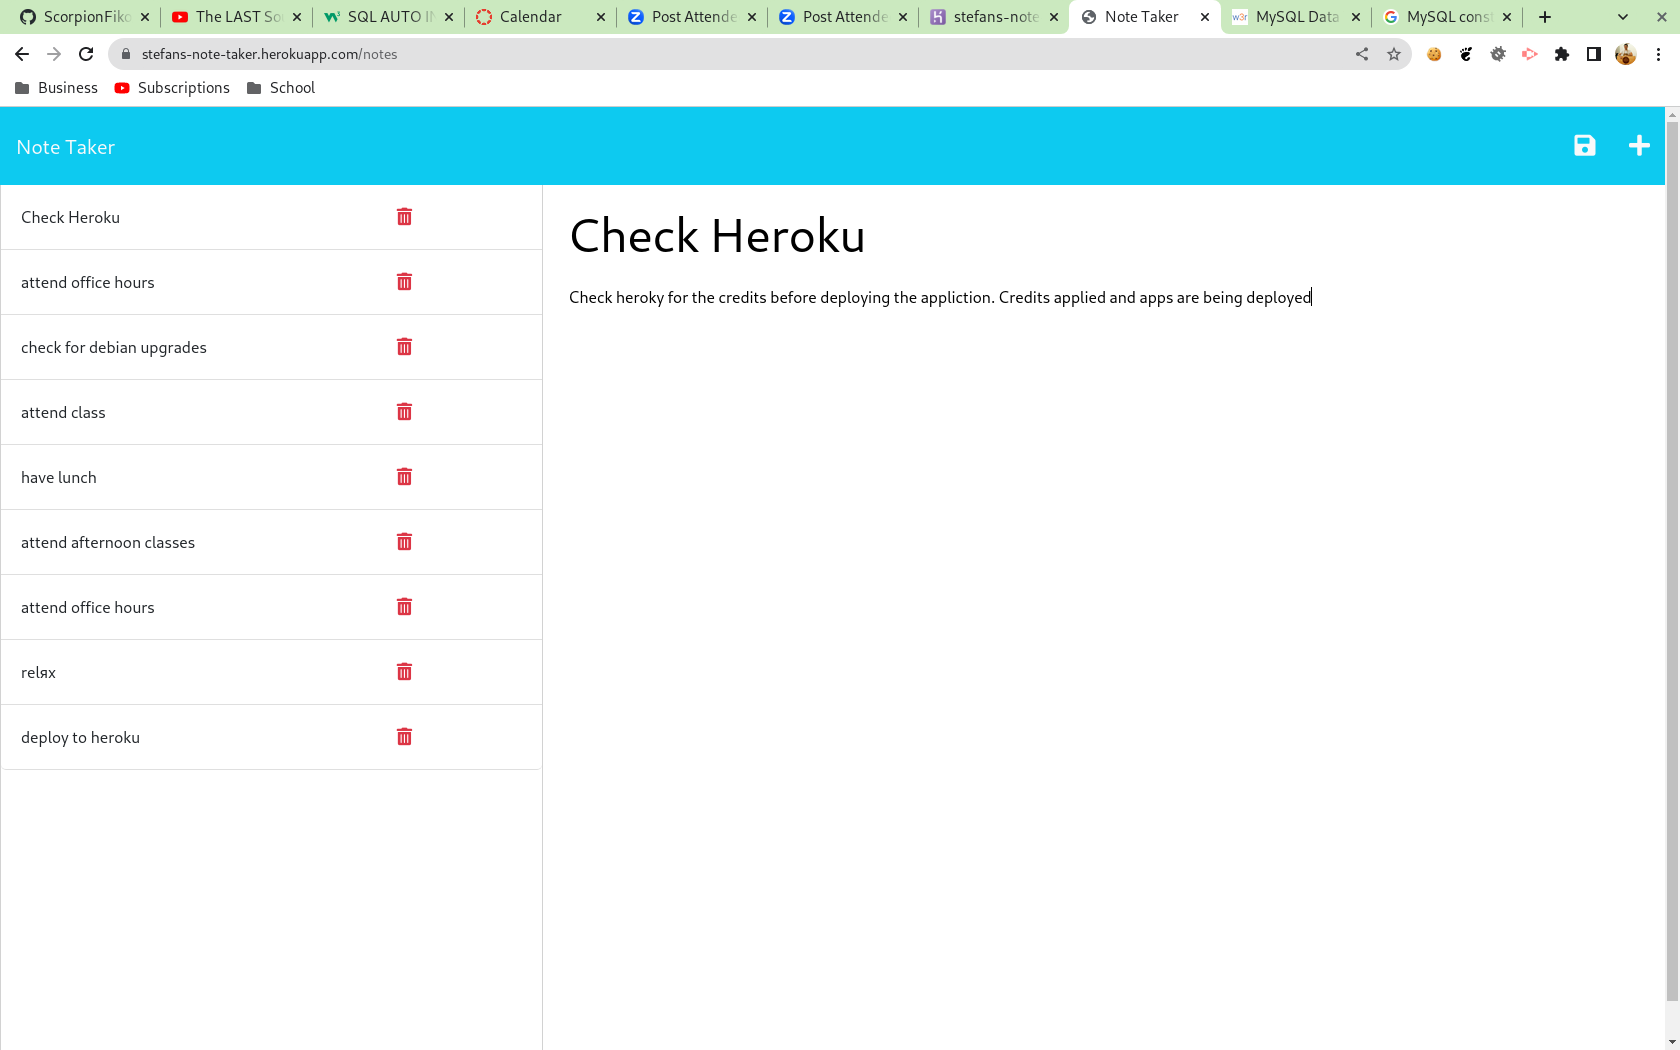 ScorpionFiko
The LAST So
SQL AUTO IN
Calendar
Post Attende
Post Attende
stefans-note
Note Taker
MySQL Data
MySQL const
stefans-note-taker.herokuapp.com/notes
Business
Subscriptions
School
Note Taker
Check Heroku
attend office hours
check for debian upgrades
attend class
have lunch
attend afternoon classes
attend office hours
relяx
deploy to heroku
Check Heroku
Check heroky for the credits before deploying the appliction. Credits applied and apps are being deployed